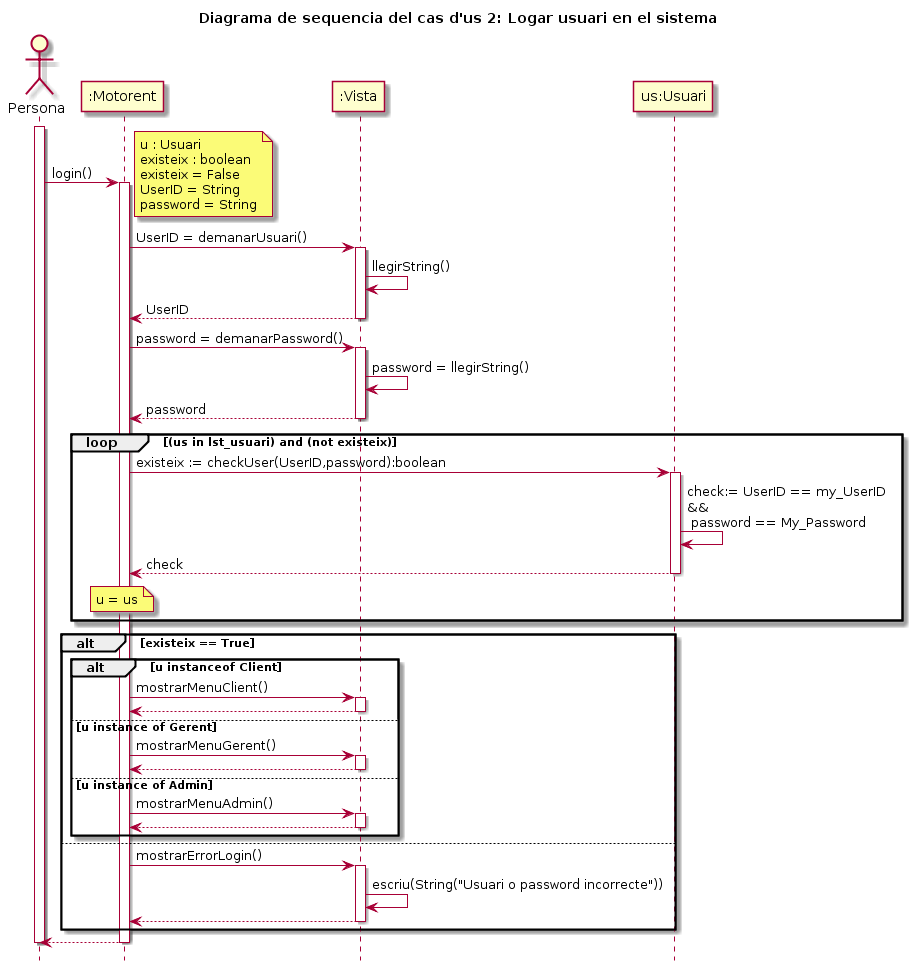 Diagrama de sequencia del cas d'us 2: Logar usuari en el sistema
Persona
:Motorent
:Vista
us:Usuari
u : Usuari
existeix : boolean
existeix = False
UserID = String
password = String
login()
UserID = demanarUsuari()
llegirString()
UserID
password = demanarPassword()
password = llegirString()
password
loop [(us in lst_usuari) and (not existeix)]
existeix := checkUser(UserID,password):boolean
check:= UserID == my_UserID
&&
password == My_Password
check
u = us
alt [existeix == True]
alt [u instanceof Client]
mostrarMenuClient()
[u instance of Gerent]
mostrarMenuGerent()
[u instance of Admin]
mostrarMenuAdmin()
mostrarErrorLogin()
escriu(String("Usuari o password incorrecte"))